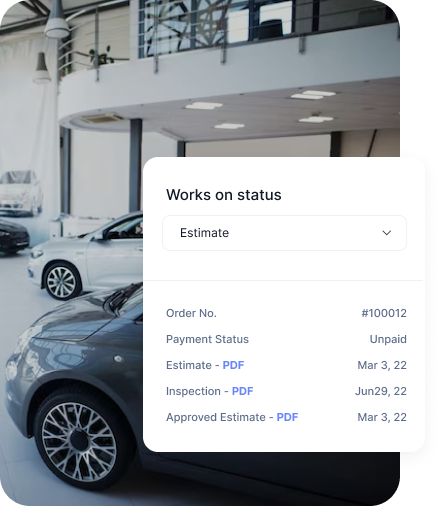 Works on status
Estimate
Order No. #100012
Payment Status Unpaid
Estimate - PDF Mar 3, 22
Inspection - PDF Jun29, 22
Approved Estimate - PDF Mar 3, 22